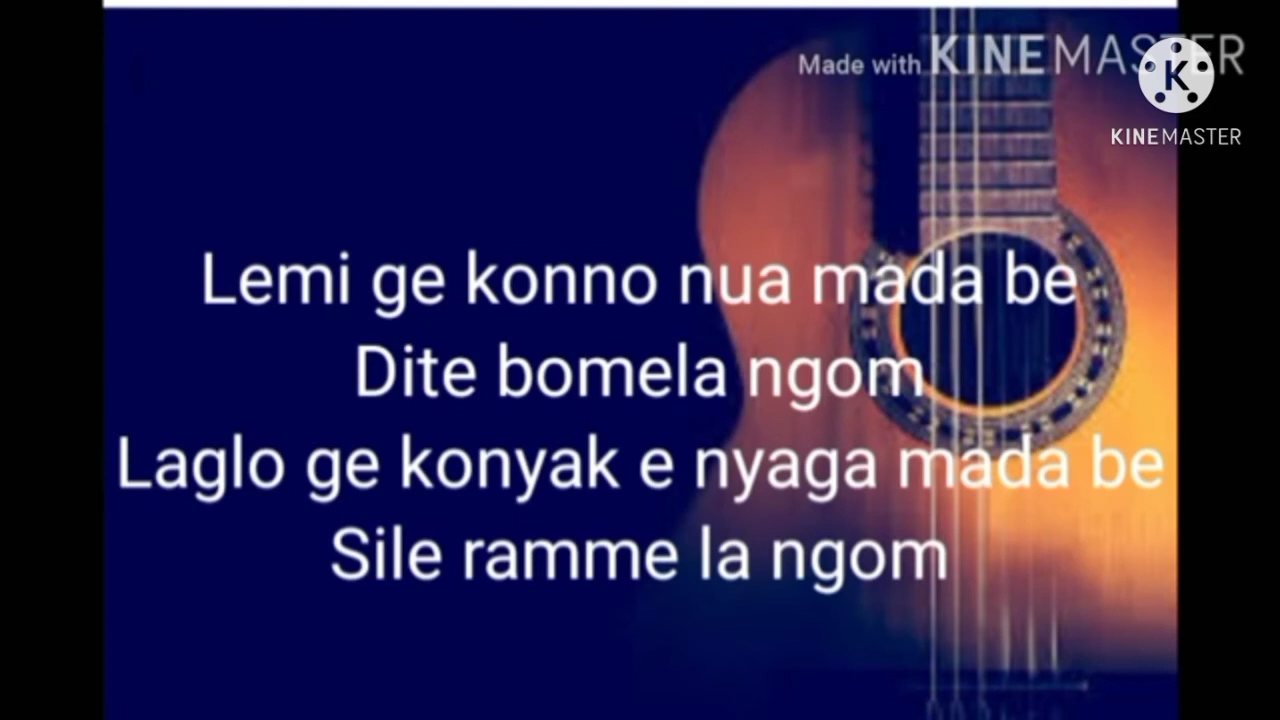 Made with KINEMASTER
KINEMASTER
Lemi ge konno nua mada be
Dite bomela ngom
Laglo ge konyak e nyaga mada be
Sile ramme la ngom